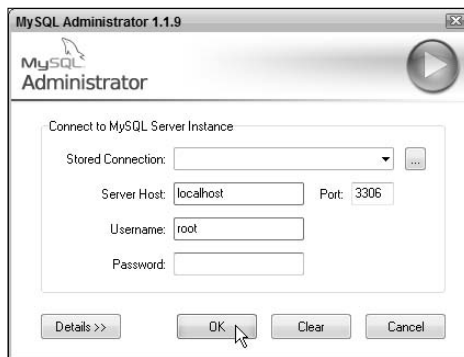 MySQL Administrator 1.1.9
MySQL
Administrator
Connect to MySQL Server Instance
Stored Connection:
...
Server Host: localhost Port: 3306
Username: root
Password:
Details >> OK Clear Cancel